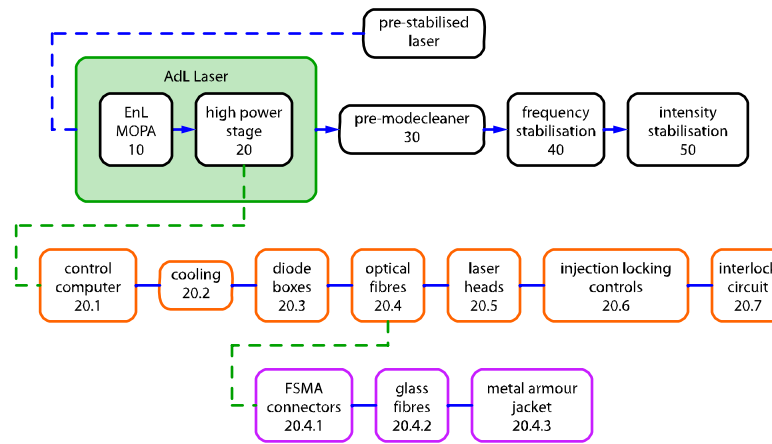 pre-stabilised
laser
AdL Laser
EnL
MOPA
10
high power
stage
20
pre-modecleaner
30
frequency
stabilisation
40
intensity
stabilisation
50
control
computer
20.1
cooling
20.2
diode
boxes
20.3
optical
fibres
20.4
laser
heads
20.5
injection locking
controls
20.6
interlock
circuit
20.7
FSMA
connectors
20.4.1
glass
fibres
20.4.2
metal armour
jacket
20.4.3